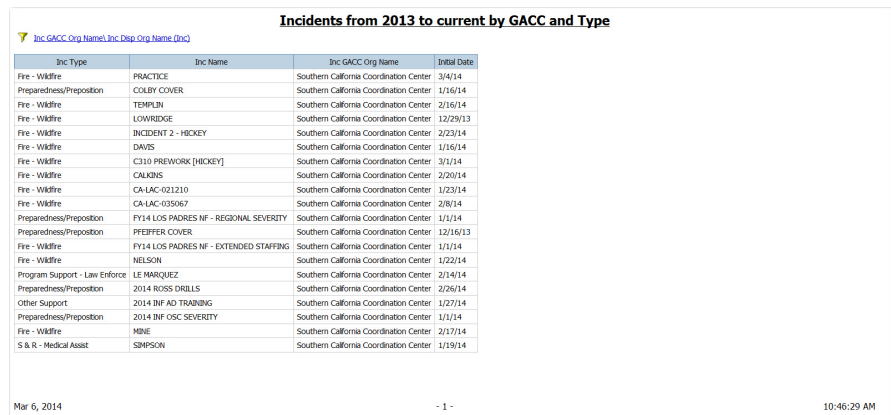 Incidents from 2013 to current by GACC and Type
Inc GACC Org Name\ Inc Disp Org Name (Inc)
Inc Type Inc Name Inc GACC Org Name Initial Date
Fire - Wildfire PRACTICE Southern California Coordination Center 3/4/14
Preparedness/Preposition COLBY COVER Southern California Coordination Center 1/16/14
Fire - Wildfire TEMPLIN Southern California Coordination Center 2/16/14
Fire - Wildfire LOWRIDGE Southern California Coordination Center 12/29/13
Fire - Wildfire INCIDENT 2 - HICKEY Southern California Coordination Center 2/23/14
Fire - Wildfire DAVIS Southern California Coordination Center 1/16/14
Fire - Wildfire C310 PREWORK [HICKEY] Southern California Coordination Center 3/1/14
Fire - Wildfire CALKINS Southern California Coordination Center 2/20/14
Fire - Wildfire CA-LAC-021210 Southern California Coordination Center 1/23/14
Fire - Wildfire CA-LAC-035067 Southern California Coordination Center 2/8/14
Preparedness/Preposition FY14 LOS PADRES NF - REGIONAL SEVERITY Southern California Coordination Center 1/1/14
Preparedness/Preposition PFEIFFER COVER Southern California Coordination Center 12/16/13
Fire - Wildfire FY14 LOS PADRES NF - EXTENDED STAFFING Southern California Coordination Center 1/1/14
Fire - Wildfire NELSON Southern California Coordination Center 1/22/14
Program Support - Law Enforce LE MARQUEZ Southern California Coordination Center 2/14/14
Preparedness/Preposition 2014 ROSS DRILLS Southern California Coordination Center 2/26/14
Other Support 2014 INF AD TRAINING Southern California Coordination Center 1/27/14
Preparedness/Preposition 2014 INF OSC SEVERITY Southern California Coordination Center 1/1/14
Fire - Wildfire MINE Southern California Coordination Center 2/17/14
S & R - Medical Assist SIMPSON Southern California Coordination Center 1/19/14
Mar 6, 2014 - 1 - 10:46:29 AM